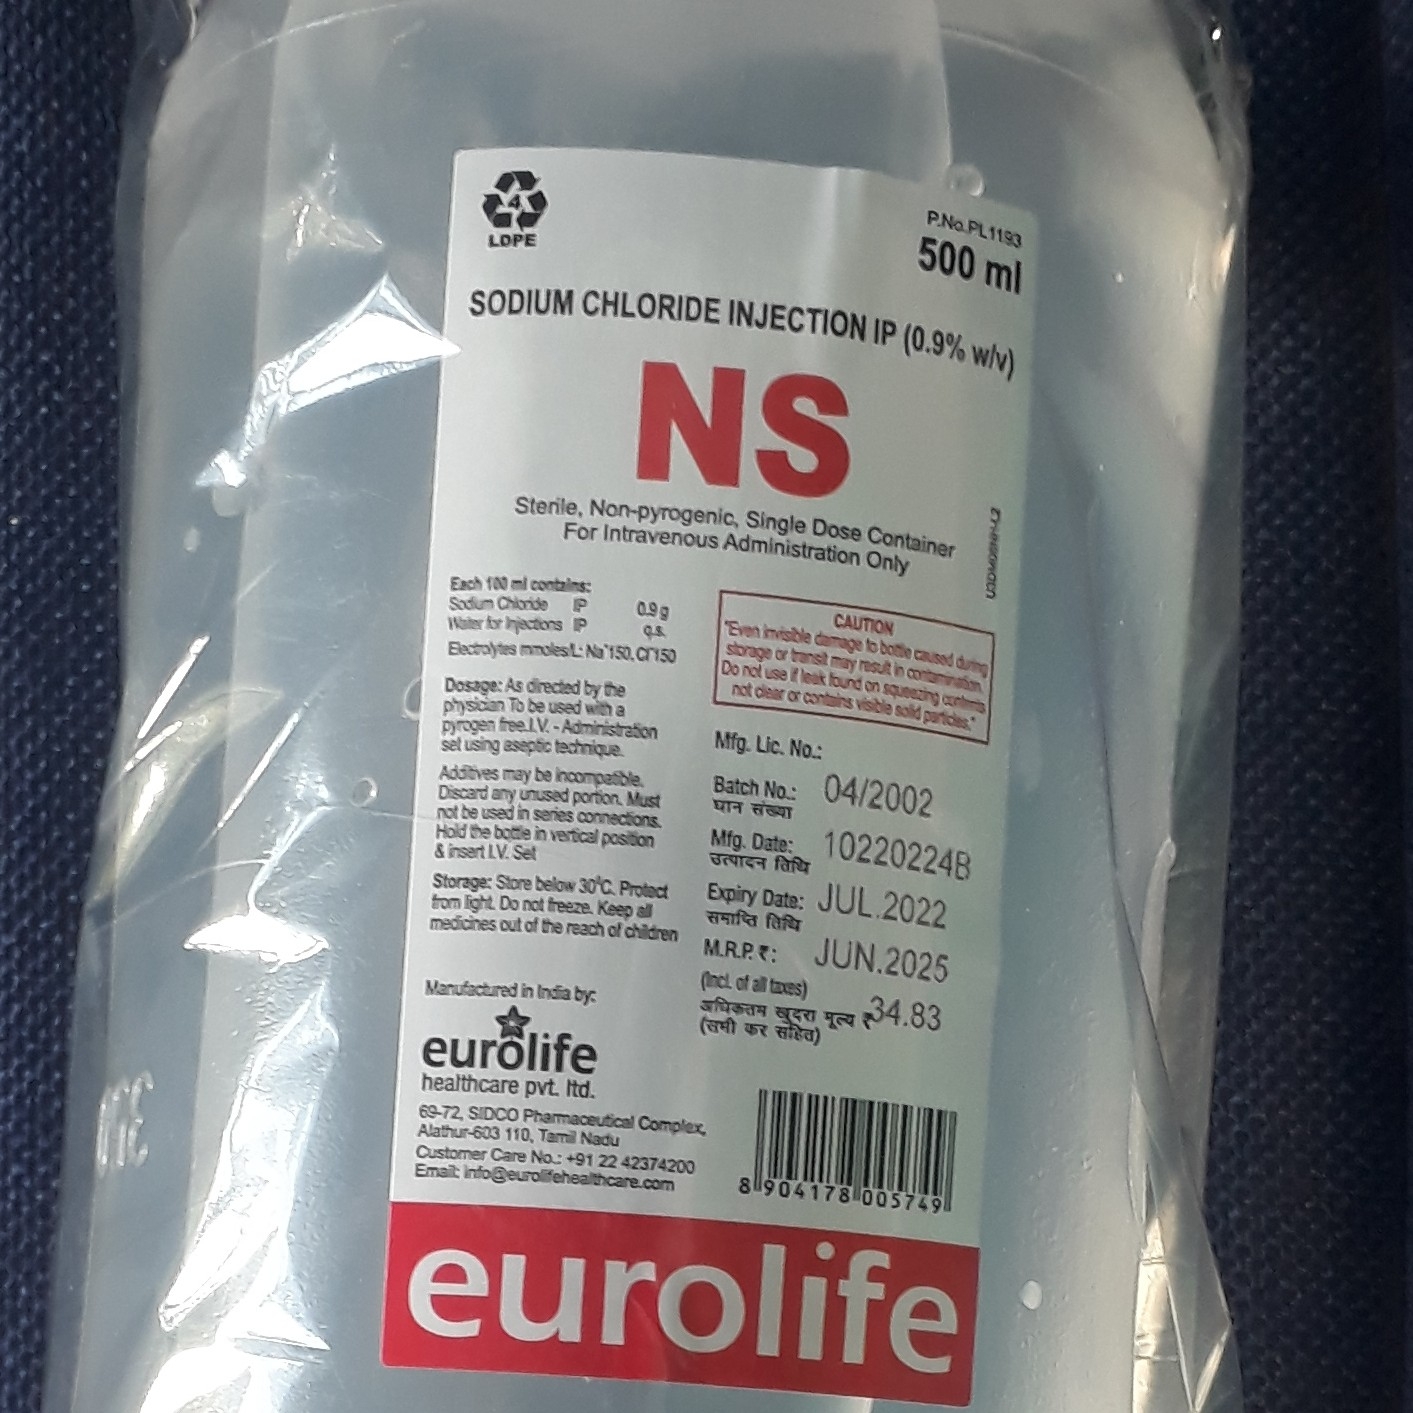 4
LDPE
P.No.PL1193
500 ml
SODIUM CHLORIDE INJECTION IP (0.9% w/v)
NS
Sterile, Non-pyrogenic, Single Dose Container
For Intravenous Administration Only
Each 100 ml contains:
Sodium Chloride IP 0.9 g
Water for Injections IP q.s.
Electrolytes mmoles/L: Na⁺150, Cl⁻150
Dosage: As directed by the
physician To be used with a
pyrogen free.I.V. - Administration
set using aseptic technique.
Additives may be incompatible.
Discard any unused portion. Must
not be used in series connections.
Hold the bottle in vertical position
& insert I.V. Set
Storage: Store below 30°C. Protect
from light. Do not freeze. Keep all
medicines out of the reach of children
CAUTION
"Even invisible damage to bottle caused during
storage or transit may result in contamination.
Do not use if leak found on squeezing contents
not clear or contains visible solid particles."
Mfg. Lic. No.:
Batch No.: 04/2002
घान संख्या
Mfg. Date: 10220224B
उत्पादन तिथि
Expiry Date: JUL.2022
समाप्ति तिथि
M.R.P. ₹: JUN.2025
(Incl. of all taxes)
अधिकतम खुदरा मूल्य ₹34.83
(सभी कर सहित)
Manufactured in India by:
eurolife
healthcare pvt. ltd.
69-72, SIDCO Pharmaceutical Complex,
Alathur-603 110, Tamil Nadu
Customer Care No.: +91 22 42374200
Email: info@eurolifehealthcare.com
8 904178 005749
eurolife